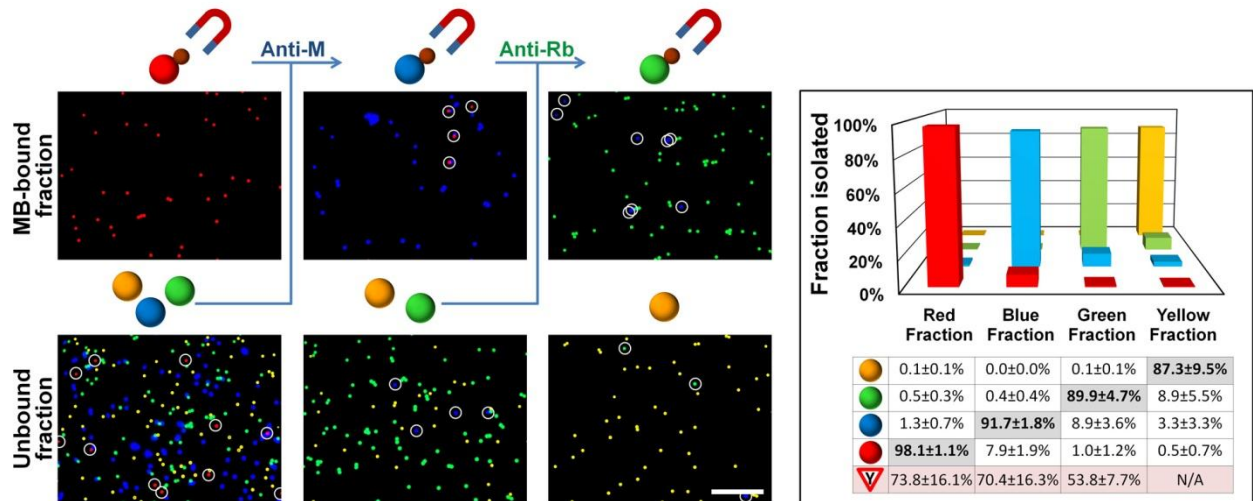 Anti-M
Anti-Rb
MB-bound
fraction
Unbound
fraction
Fraction isolated
100%
80%
60%
40%
20%
0%
Red Fraction
Blue Fraction
Green Fraction
Yellow Fraction
0.1±0.1% 0.0±0.0% 0.1±0.1% 87.3±9.5%
0.5±0.3% 0.4±0.4% 89.9±4.7% 8.9±5.5%
1.3±0.7% 91.7±1.8% 8.9±3.6% 3.3±3.3%
98.1±1.1% 7.9±1.9% 1.0±1.2% 0.5±0.7%
Y 73.8±16.1% 70.4±16.3% 53.8±7.7% N/A